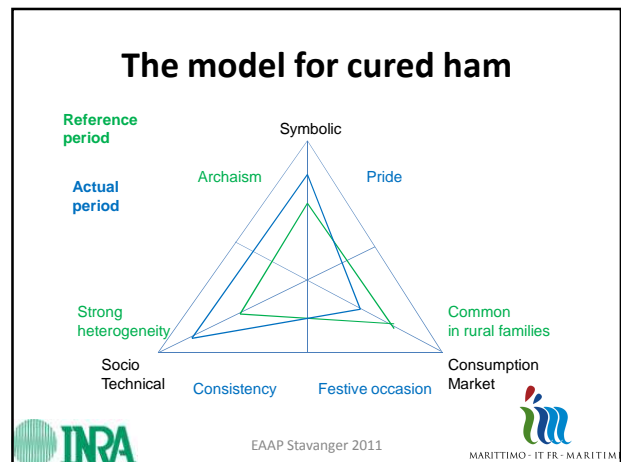 The model for cured ham
Reference
period
Symbolic
Archaism
Pride
Actual
period
Strong
heterogeneity
Common
in rural families
Socio
Technical
Consumption
Market
Consistency
Festive occasion
INRA
EAAP Stavanger 2011
im
MARITTIMO - IT FR - MARITIME